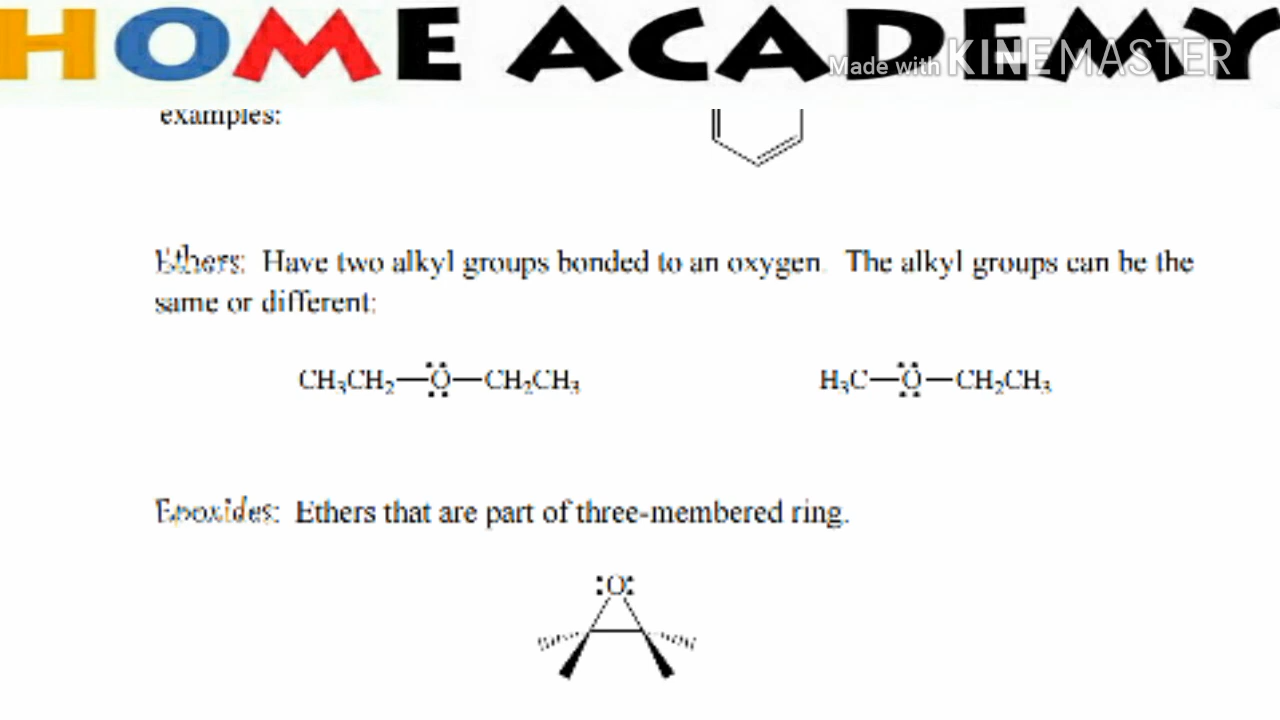 HOME ACADEMY
Made with KINEMASTER
examples:
Ethers: Have two alkyl groups bonded to an oxygen. The alkyl groups can be the
same or different:
CH₃CH₂—O—CH₂CH₃ H₃C—O—CH₂CH₃
Epoxides: Ethers that are part of three-membered ring.
:O: